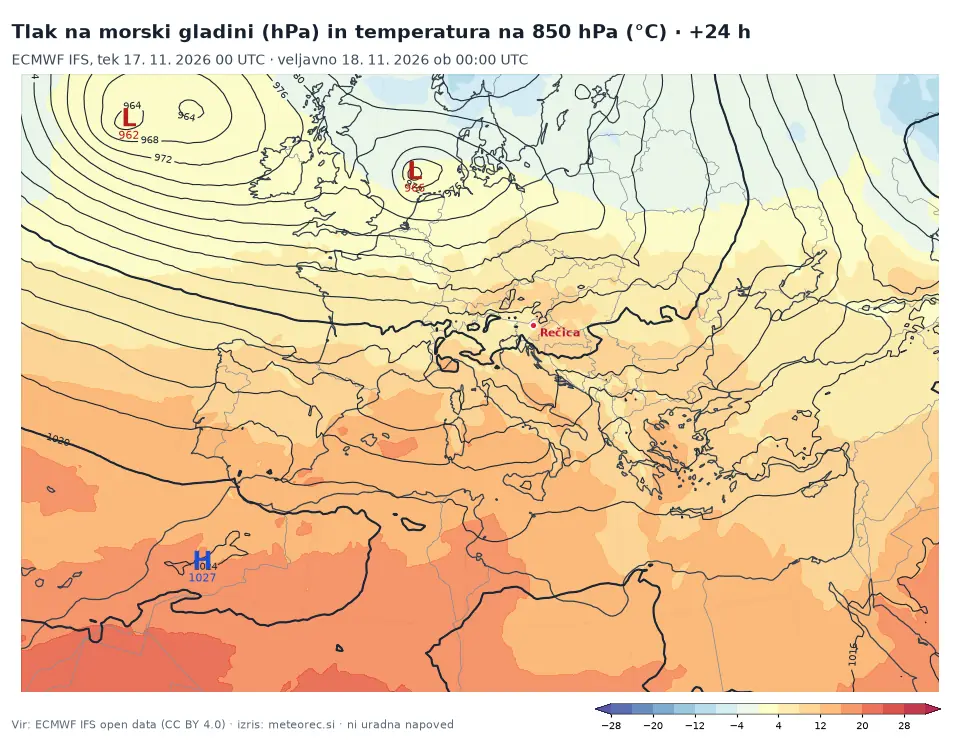 Tlak na morski gladini (hPa) in temperatura na 850 hPa (°C) · +24 h
ECMWF IFS, tek 17. 11. 2026 00 UTC · veljavno 18. 11. 2026 ob 00:00 UTC
964
L
962
964
968
972
976
80
L
976
Rečica
1020
H
1027
1016
−28
−20
−12
−4
4
12
20
28
Vir: ECMWF IFS open data (CC BY 4.0) · izris: meteorec.si · ni uradna napoved